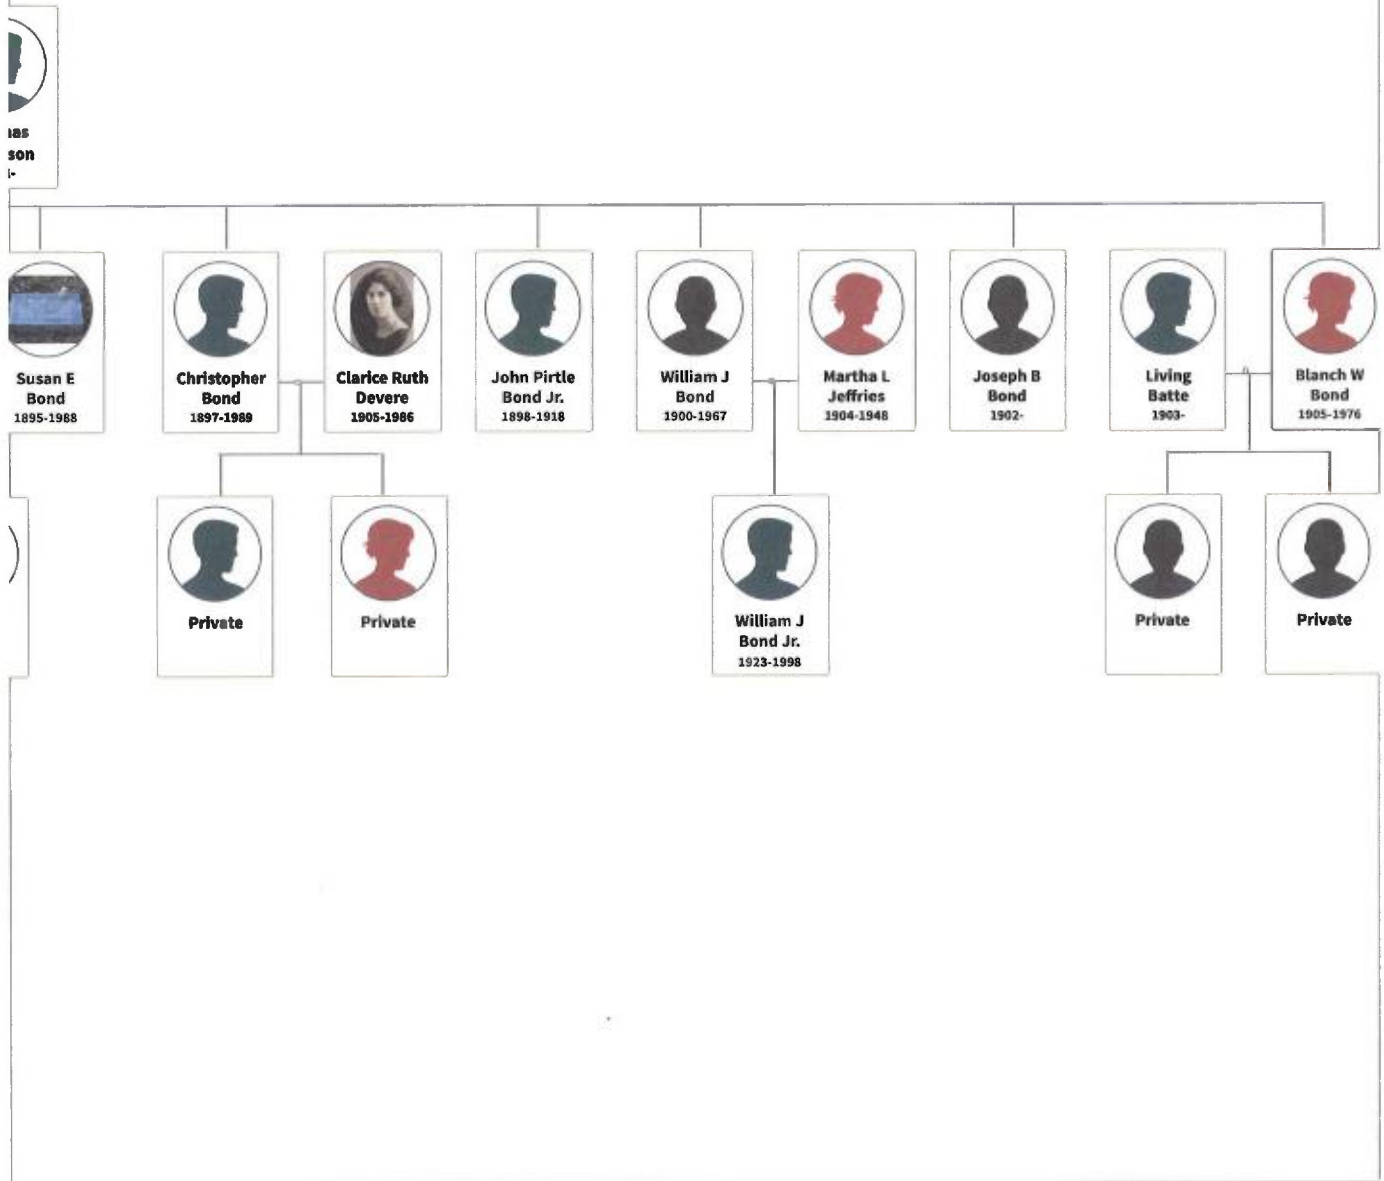 Susan E
Bond
1895-1988
Christopher
Bond
1897-1989
Clarice Ruth
Devere
1905-1986
John Pirtle
Bond Jr.
1898-1918
William J
Bond
1900-1967
Martha L
Jeffries
1904-1948
Joseph B
Bond
1902-
Living
Batte
1903-
Blanch W
Bond
1905-1976
Private
Private
William J
Bond Jr.
1923-1998
Private
Private